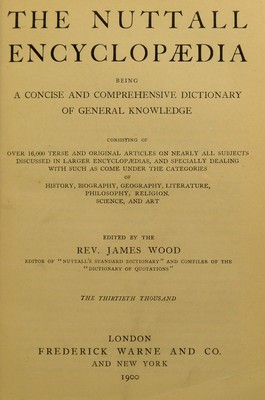 THE NUTTALL
ENCYCLOPÆDIA
BEING
A CONCISE AND COMPREHENSIVE DICTIONARY
OF GENERAL KNOWLEDGE
CONSISTING OF
OVER 16,000 TERSE AND ORIGINAL ARTICLES ON NEARLY ALL SUBJECTS
DISCUSSED IN LARGER ENCYCLOPÆDIAS, AND SPECIALLY DEALING
WITH SUCH AS COME UNDER THE CATEGORIES
OF
HISTORY, BIOGRAPHY, GEOGRAPHY, LITERATURE,
PHILOSOPHY, RELIGION,
SCIENCE, AND ART
EDITED BY THE
REV. JAMES WOOD
EDITOR OF "NUTTALL'S STANDARD DICTIONARY" AND COMPILER OF THE
"DICTIONARY OF QUOTATIONS"
THE THIRTIETH THOUSAND
LONDON
FREDERICK WARNE AND CO.
AND NEW YORK
1900